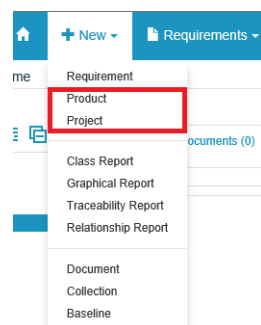 + New
Requirements
me
Requirement
Product
Project
ocuments (0)
Class Report
Graphical Report
Traceability Report
Relationship Report
Document
Collection
Baseline